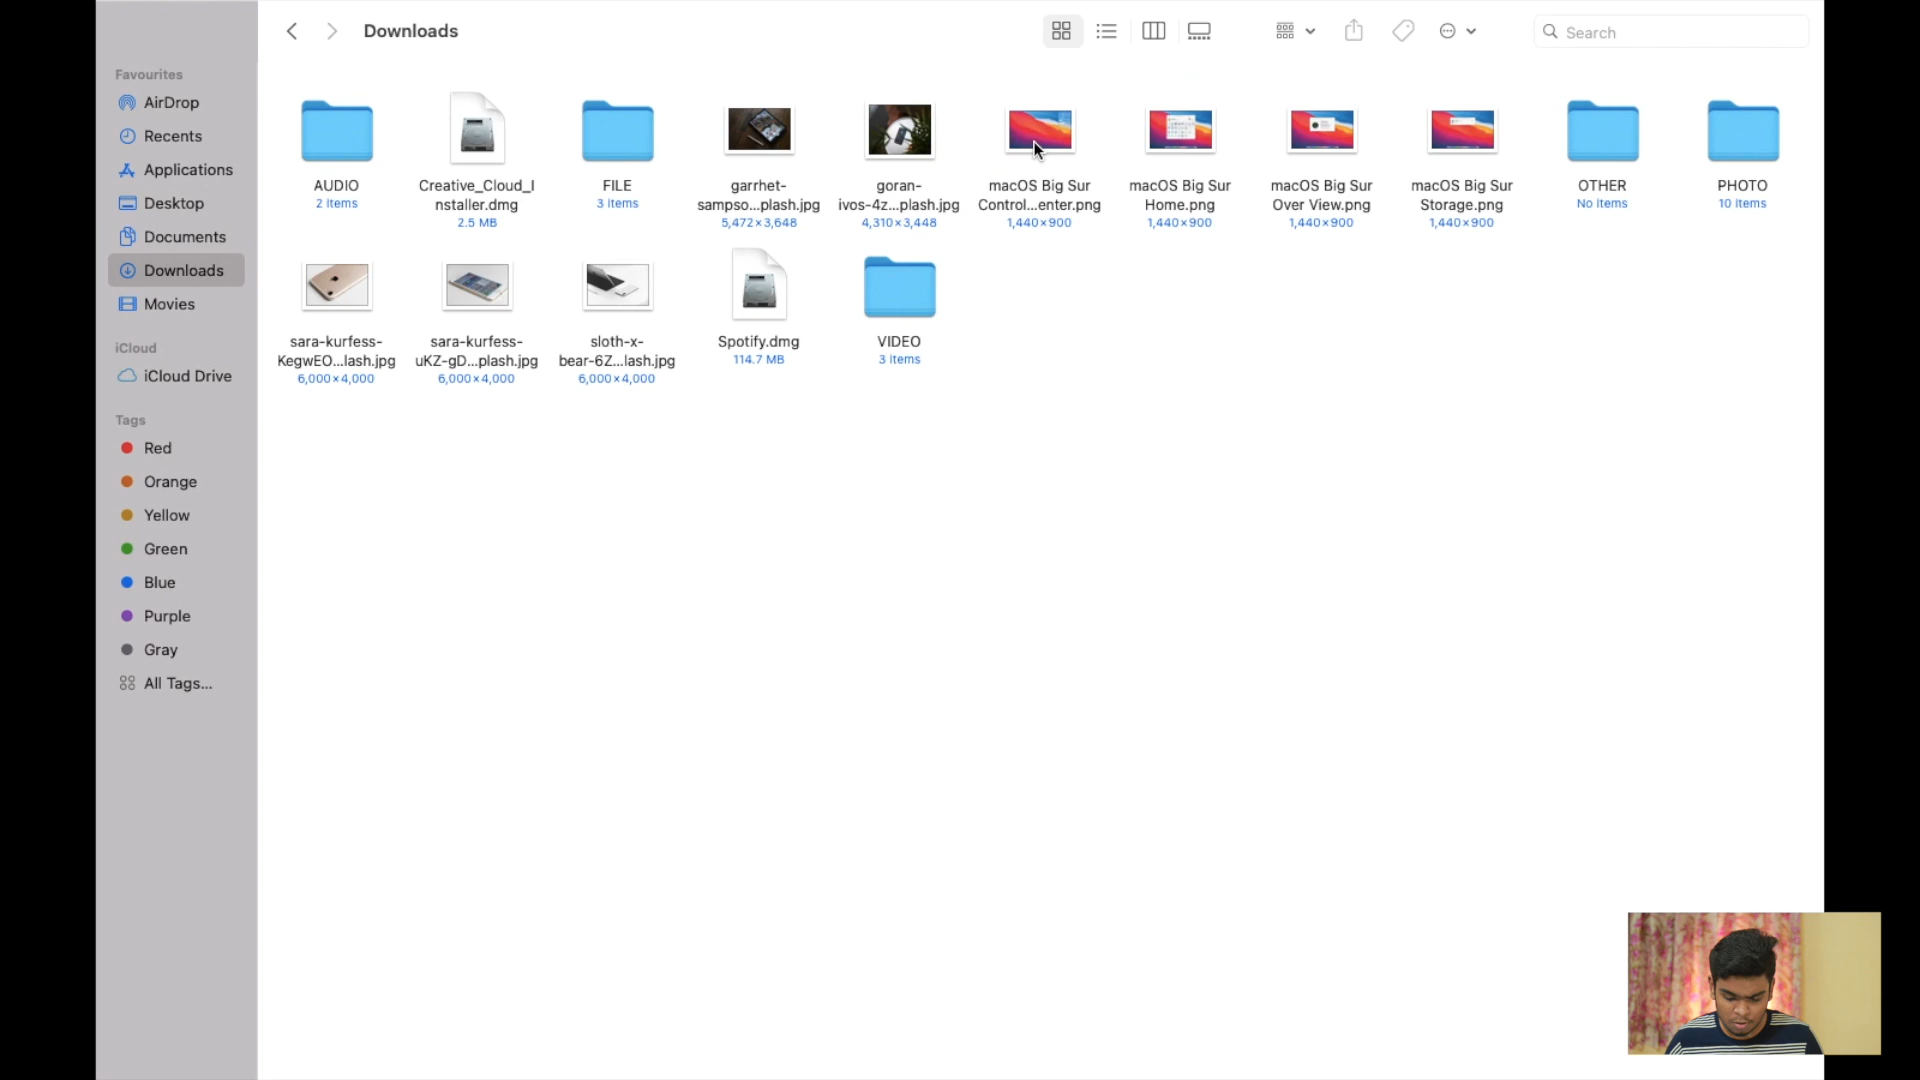 Downloads
Search
Favourites
AirDrop
Recents
Applications
Desktop
Documents
Downloads
Movies
iCloud
iCloud Drive
Tags
Red
Orange
Yellow
Green
Blue
Purple
Gray
All Tags...
AUDIO
2 items
Creative_Cloud_I
nstaller.dmg
2.5 MB
FILE
3 items
garrhet-
sampso...plash.jpg
5,472×3,648
goran-
ivos-4z...plash.jpg
4,310×3,448
macOS Big Sur
Control...enter.png
1,440×900
macOS Big Sur
Home.png
1,440×900
macOS Big Sur
Over View.png
1,440×900
macOS Big Sur
Storage.png
1,440×900
OTHER
No items
PHOTO
10 items
sara-kurfess-
KegwEO...lash.jpg
6,000×4,000
sara-kurfess-
uKZ-gD...plash.jpg
6,000×4,000
sloth-x-
bear-6Z...lash.jpg
6,000×4,000
Spotify.dmg
114.7 MB
VIDEO
3 items